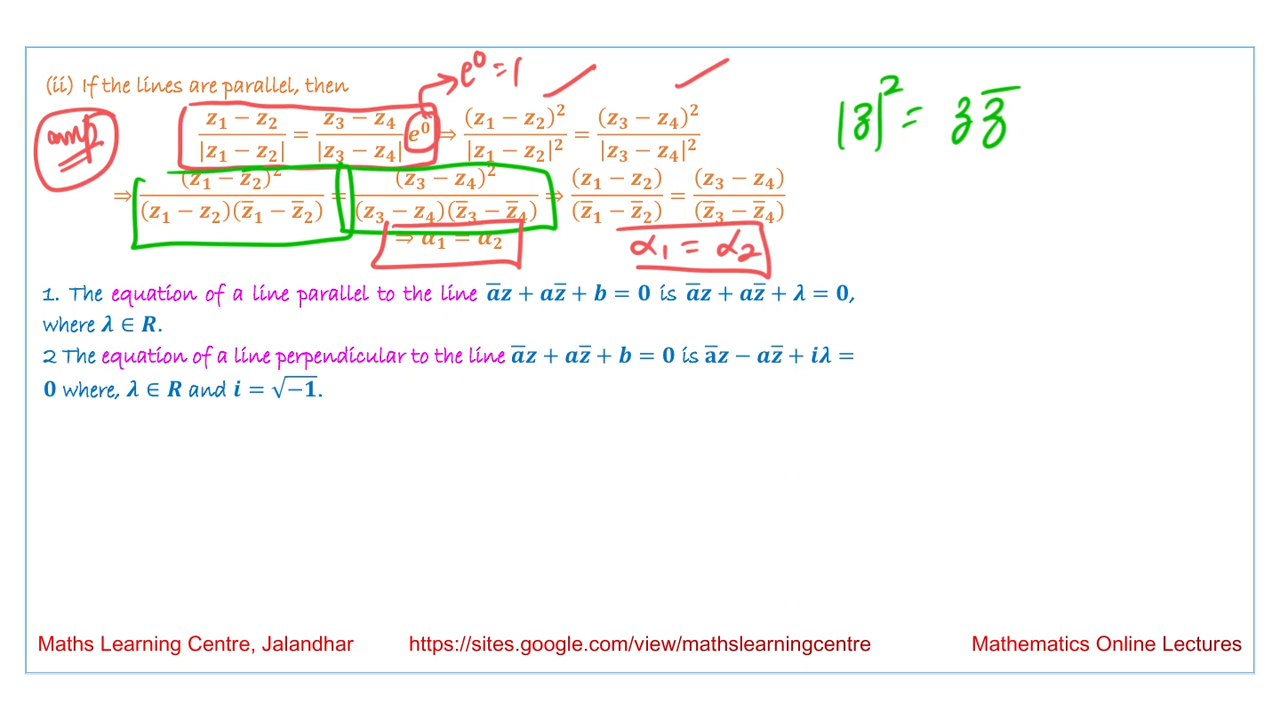 (ii) If the lines are parallel, then
e⁰ = 1
amp
(z₁ − z₂)/|z₁ − z₂| = (z₃ − z₄)/|z₃ − z₄| e⁰ ⇒ (z₁ − z₂)²/|z₁ − z₂|² = (z₃ − z₄)²/|z₃ − z₄|²
|z|² = z z̅
⇒ (z₁ − z₂)²/(z₁ − z₂)(z̅₁ − z̅₂) = (z₃ − z₄)²/(z₃ − z₄)(z̅₃ − z̅₄) ⇒ (z₁ − z₂)/(z̅₁ − z̅₂) = (z₃ − z₄)/(z̅₃ − z̅₄)
⇒ α₁ = α₂
α₁ = α₂
1. The equation of a line parallel to the line a̅z + az̅ + b = 0 is a̅z + az̅ + λ = 0,
where λ ∈ R.
2 The equation of a line perpendicular to the line a̅z + az̅ + b = 0 is a̅z − az̅ + iλ =
0 where, λ ∈ R and i = √−1.
Maths Learning Centre, Jalandhar https://sites.google.com/view/mathslearningcentre Mathematics Online Lectures